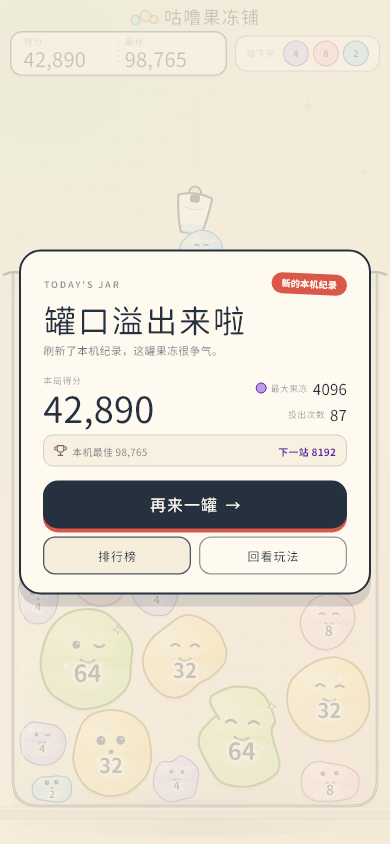 咕噜果冻铺
得分
42,890
最佳
98,765
接下来
4
8
2
TODAY'S JAR
新的本机纪录
罐口溢出来啦
刷新了本机纪录，这罐果冻很争气。
本局得分
42,890
最大果冻 4096
投出次数 87
本机最佳 98,765
下一站 8192
再来一罐 →
排行榜
回看玩法
4
4
8
64
32
32
4
32
64
4
2
8